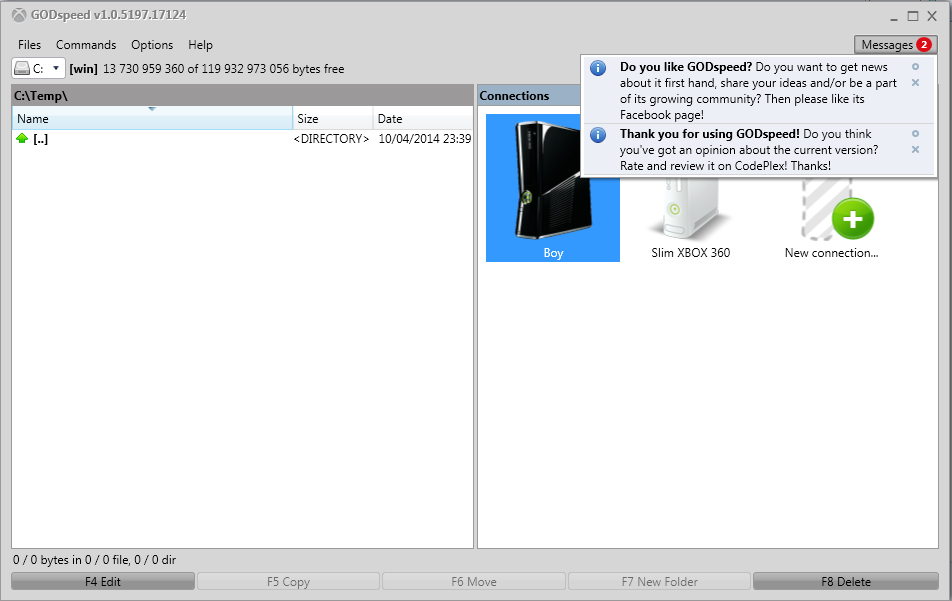 GODspeed v1.0.5197.17124
Files Commands Options Help
Messages 2
C: [win] 13 730 959 360 of 119 932 973 056 bytes free
Do you like GODspeed? Do you want to get news
about it first hand, share your ideas and/or be a part
of its growing community? Then please like its
Facebook page!
Thank you for using GODspeed! Do you think
you've got an opinion about the current version?
Rate and review it on CodePlex! Thanks!
C:\Temp\
Name Size Date
[..] <DIRECTORY> 10/04/2014 23:39
Connections
Boy
Slim XBOX 360
New connection...
0 / 0 bytes in 0 / 0 file, 0 / 0 dir
F4 Edit F5 Copy F6 Move F7 New Folder F8 Delete